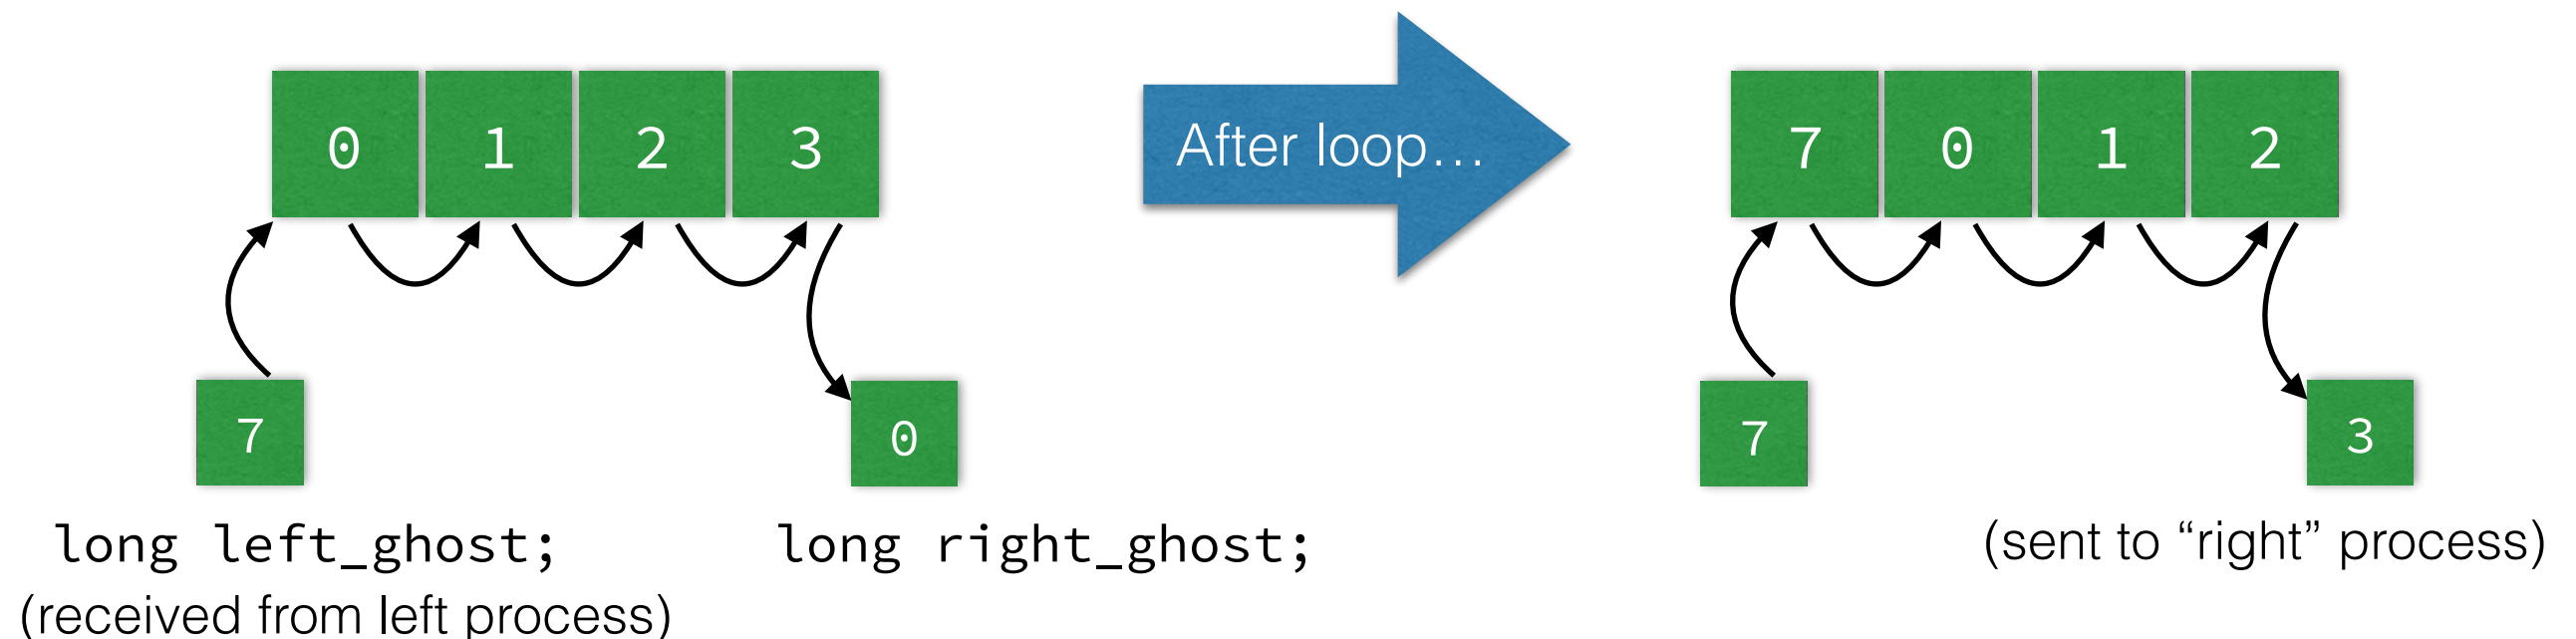 0 1 2 3
After loop…
7 0 1 2
7
0
7
3
long left_ghost;
long right_ghost;
(sent to “right” process)
(received from left process)